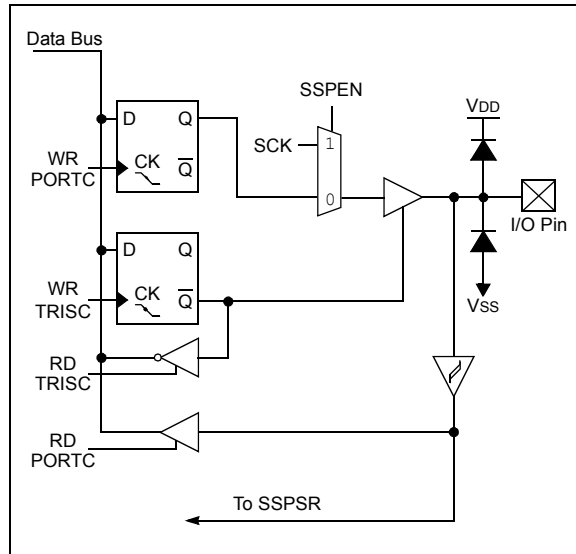 Data Bus
SSPEN
VDD
D
Q
SCK
1
WR
PORTC
CK
Q
0
I/O Pin
D
Q
WR
TRISC
CK
Q
VSS
RD
TRISC
RD
PORTC
To SSPSR